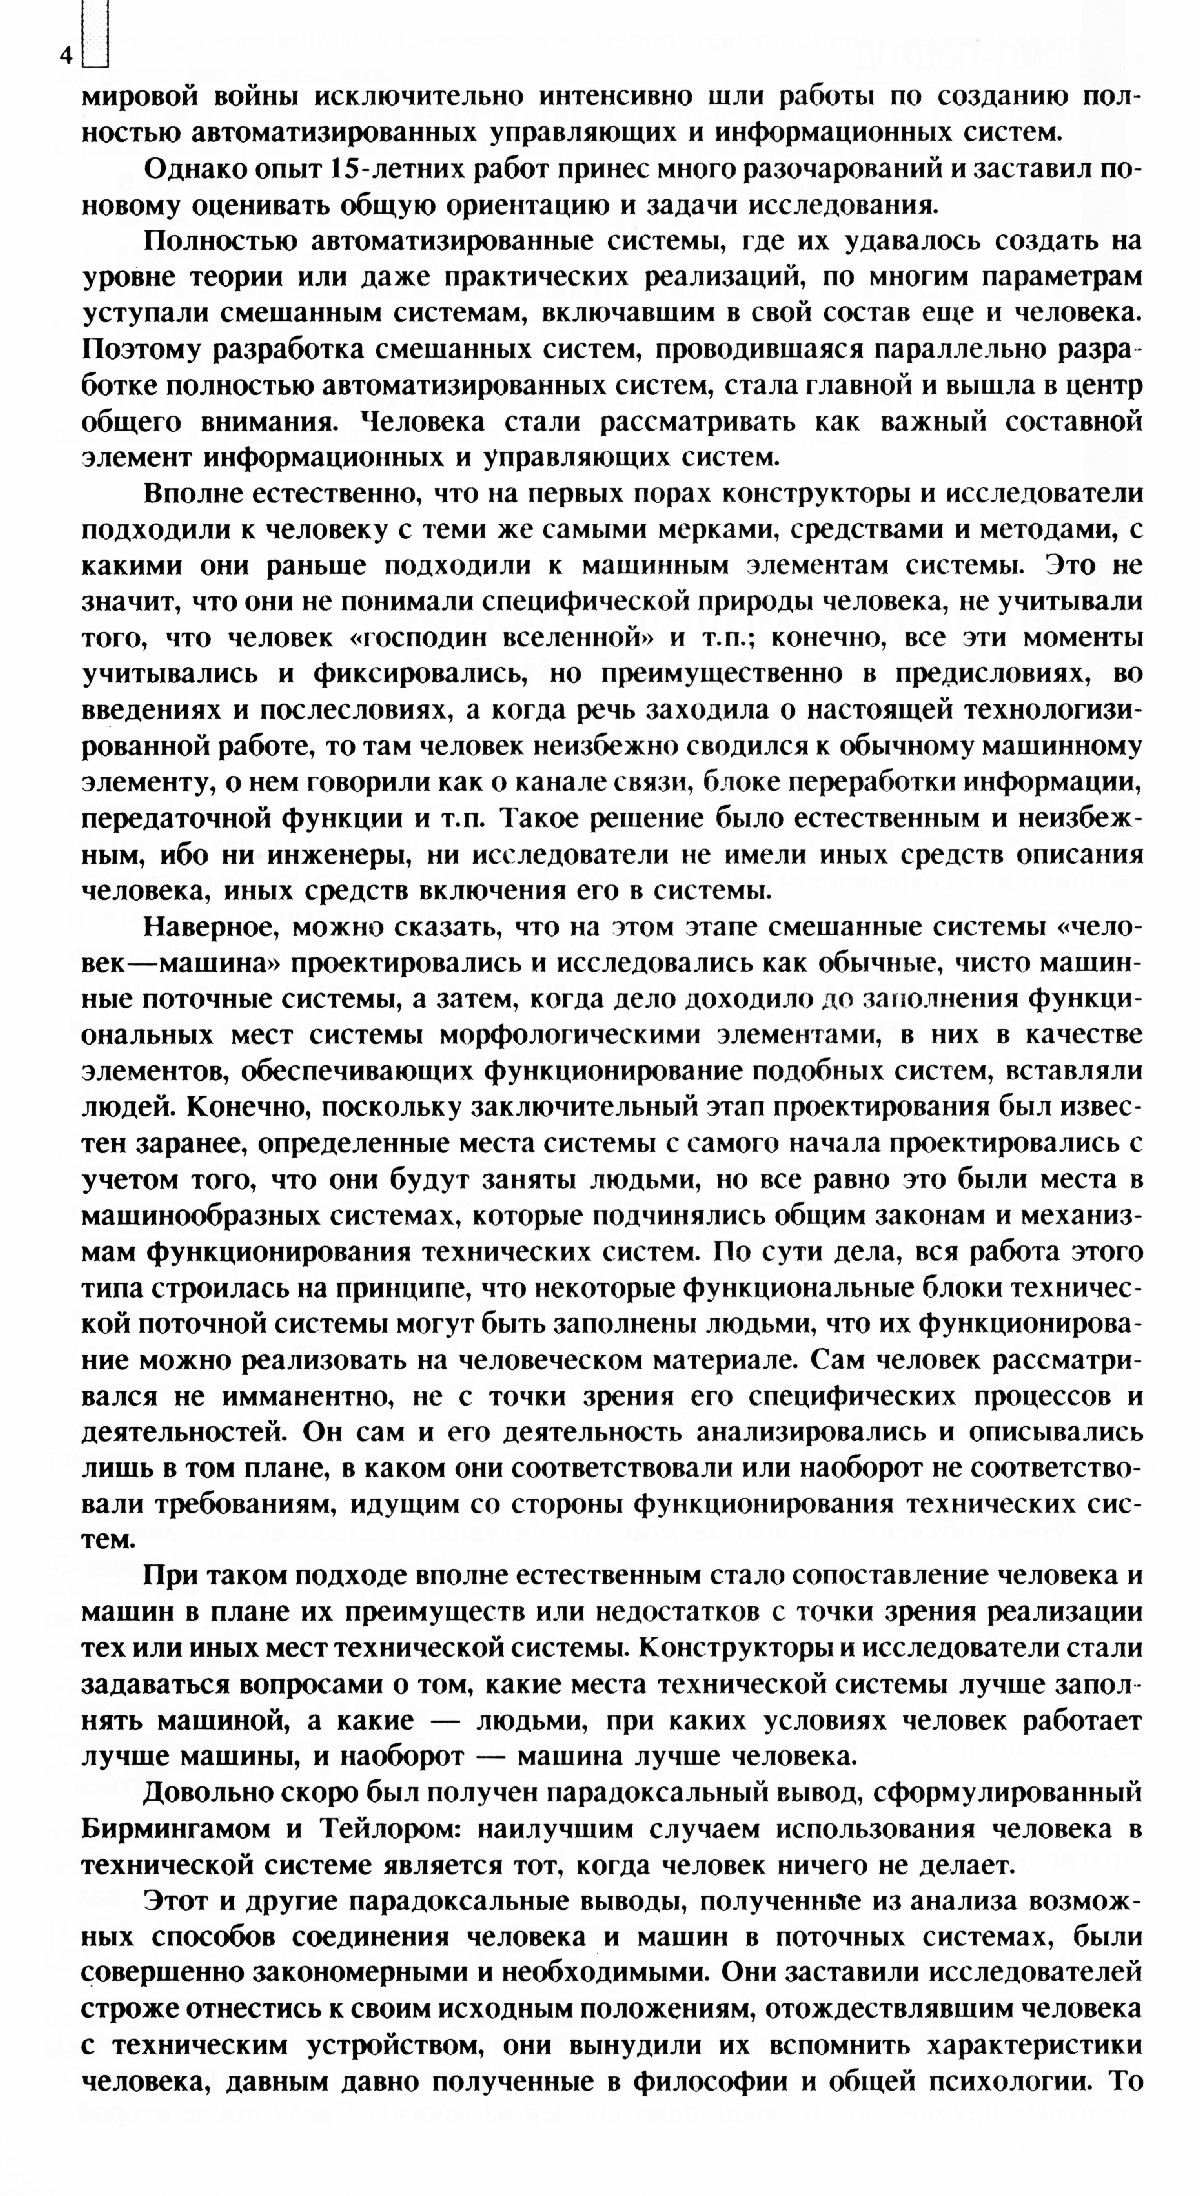 4
мировой войны исключительно интенсивно шли работы по созданию пол-
ностью автоматизированных управляющих и информационных систем.
Однако опыт 15-летних работ принес много разочарований и заставил по-
новому оценивать общую ориентацию и задачи исследования.
Полностью автоматизированные системы, где их удавалось создать на
уровне теории или даже практических реализаций, по многим параметрам
уступали смешанным системам, включавшим в свой состав еще и человека.
Поэтому разработка смешанных систем, проводившаяся параллельно разра-
ботке полностью автоматизированных систем, стала главной и вышла в центр
общего внимания. Человека стали рассматривать как важный составной
элемент информационных и управляющих систем.
Вполне естественно, что на первых порах конструкторы и исследователи
подходили к человеку с теми же самыми мерками, средствами и методами, с
какими они раньше подходили к машинным элементам системы. Это не
значит, что они не понимали специфической природы человека, не учитывали
того, что человек «господин вселенной» и т.п.; конечно, все эти моменты
учитывались и фиксировались, но преимущественно в предисловиях, во
введениях и послесловиях, а когда речь заходила о настоящей технологизи-
рованной работе, то там человек неизбежно сводился к обычному машинному
элементу, о нем говорили как о канале связи, блоке переработки информации,
передаточной функции и т.п. Такое решение было естественным и неизбеж-
ным, ибо ни инженеры, ни исследователи не имели иных средств описания
человека, иных средств включения его в системы.
Наверное, можно сказать, что на этом этапе смешанные системы «чело-
век—машина» проектировались и исследовались как обычные, чисто машин-
ные поточные системы, а затем, когда дело доходило до заполнения функци-
ональных мест системы морфологическими элементами, в них в качестве
элементов, обеспечивающих функционирование подобных систем, вставляли
людей. Конечно, поскольку заключительный этап проектирования был извес-
тен заранее, определенные места системы с самого начала проектировались с
учетом того, что они будут заняты людьми, но все равно это были места в
машинообразных системах, которые подчинялись общим законам и механиз-
мам функционирования технических систем. По сути дела, вся работа этого
типа строилась на принципе, что некоторые функциональные блоки техничес-
кой поточной системы могут быть заполнены людьми, что их функционирова-
ние можно реализовать на человеческом материале. Сам человек рассматри-
вался не имманентно, не с точки зрения его специфических процессов и
деятельностей. Он сам и его деятельность анализировались и описывались
лишь в том плане, в каком они соответствовали или наоборот не соответство-
вали требованиям, идущим со стороны функционирования технических сис-
тем.
При таком подходе вполне естественным стало сопоставление человека и
машин в плане их преимуществ или недостатков с точки зрения реализации
тех или иных мест технической системы. Конструкторы и исследователи стали
задаваться вопросами о том, какие места технической системы лучше запол-
нять машиной, а какие — людьми, при каких условиях человек работает
лучше машины, и наоборот — машина лучше человека.
Довольно скоро был получен парадоксальный вывод, сформулированный
Бирмингамом и Тейлором: наилучшим случаем использования человека в
технической системе является тот, когда человек ничего не делает.
Этот и другие парадоксальные выводы, полученные из анализа возмож-
ных способов соединения человека и машин в поточных системах, были
совершенно закономерными и необходимыми. Они заставили исследователей
строже отнестись к своим исходным положениям, отождествлявшим человека
с техническим устройством, они вынудили их вспомнить характеристики
человека, давным давно полученные в философии и общей психологии. То